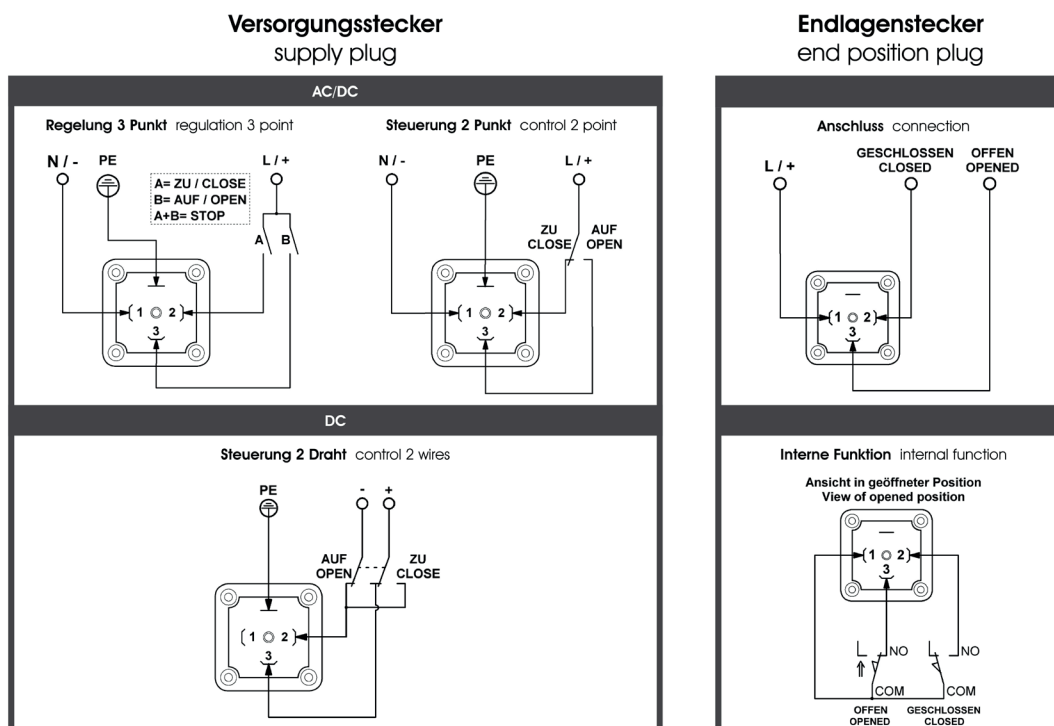 Versorgungsstecker
supply plug
AC/DC
Regelung 3 Punkt regulation 3 point
N / -
PE
L / +
A= ZU / CLOSE
B= AUF / OPEN
A+B= STOP
A
B
1
2
3
Steuerung 2 Punkt control 2 point
N / -
PE
L / +
ZU
CLOSE
AUF
OPEN
1
2
3
DC
Steuerung 2 Draht control 2 wires
PE
-
+
AUF
OPEN
ZU
CLOSE
1
2
3
Endlagenstecker
end position plug
Anschluss connection
L / +
GESCHLOSSEN
CLOSED
OFFEN
OPENED
1
2
3
Interne Funktion internal function
Ansicht in geöffneter Position
View of opened position
1
2
3
NO
NO
COM
COM
OFFEN
OPENED
GESCHLOSSEN
CLOSED